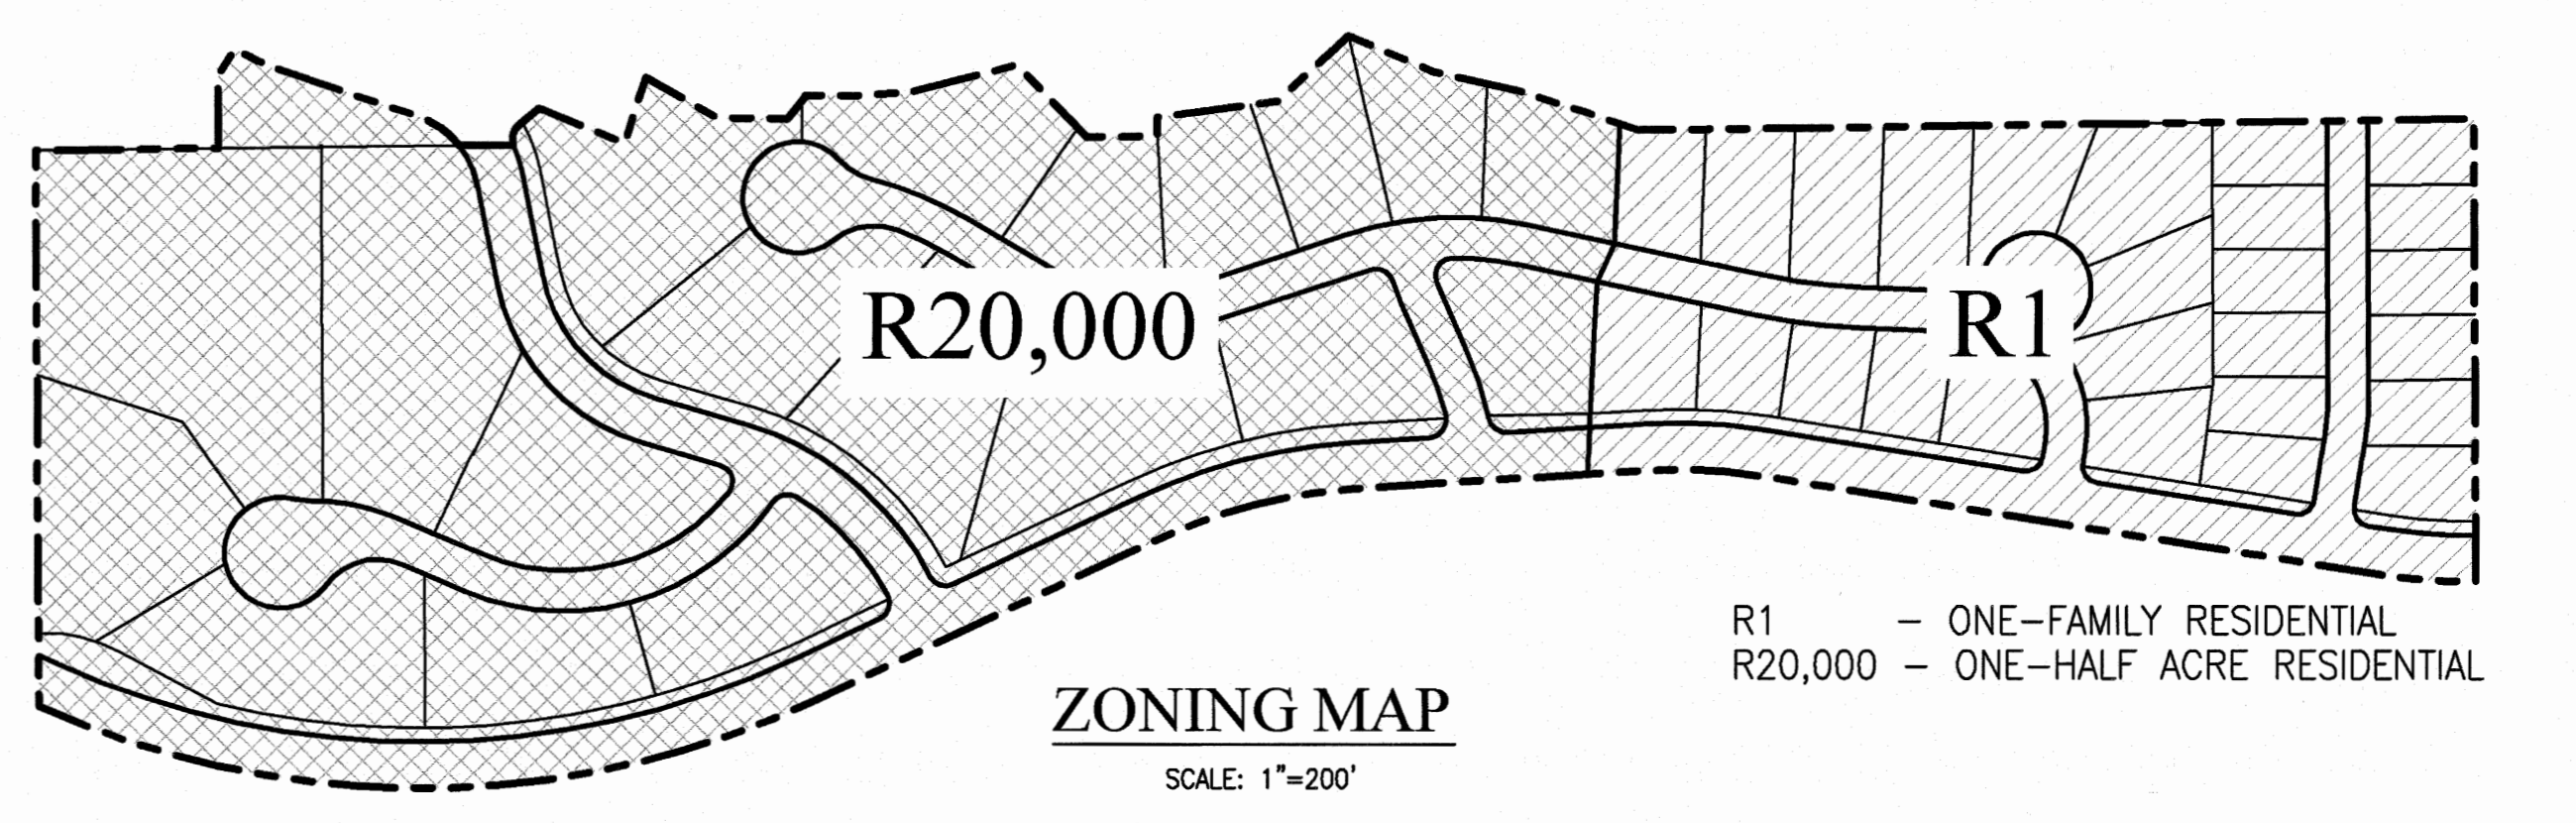 R20,000
R1
R1 – ONE–FAMILY RESIDENTIAL
R20,000 – ONE–HALF ACRE RESIDENTIAL
ZONING MAP
SCALE: 1"=200'